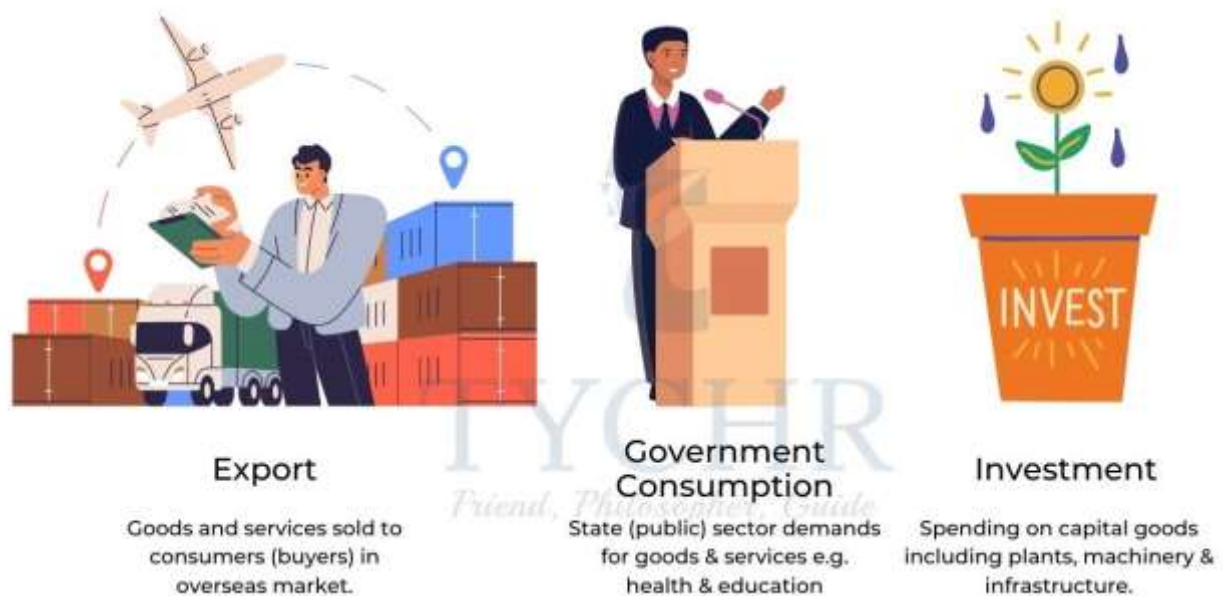 INVEST
TYCHR
Friend, Philosopher, Guide
Export
Goods and services sold to
consumers (buyers) in
overseas market.
Government
Consumption
State (public) sector demands
for goods & services e.g.
health & education
Investment
Spending on capital goods
including plants, machinery &
infrastructure.